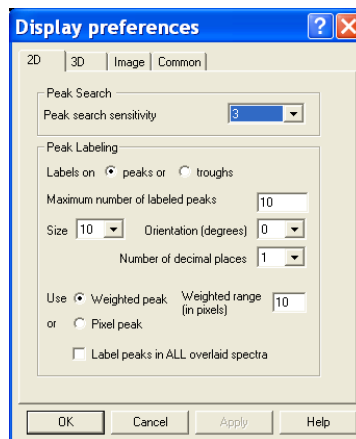 Display preferences ?
2D 3D Image Common
Peak Search
Peak search sensitivity 3
Peak Labeling
Labels on peaks or troughs
Maximum number of labeled peaks 10
Size 10 Orientation (degrees) 0
Number of decimal places 1
Use Weighted peak Weighted range (in pixels) 10
or Pixel peak
Label peaks in ALL overlaid spectra
OK Cancel Apply Help